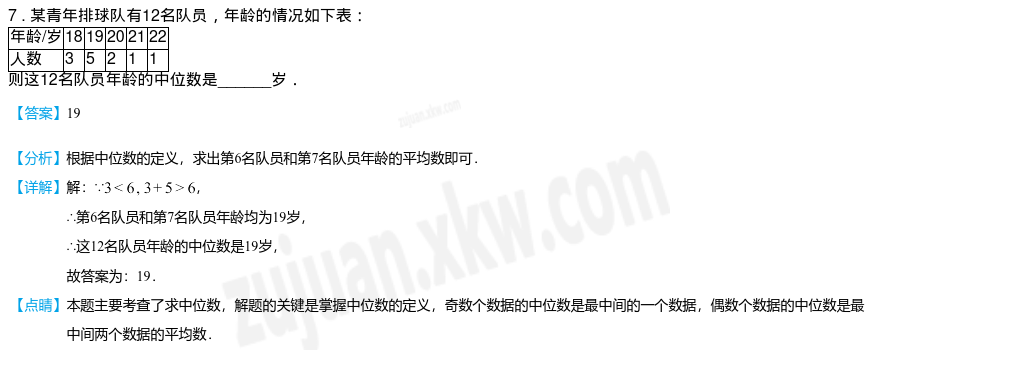 7．某青年排球队有12名队员，年龄的情况如下表：
年龄/岁 18 19 20 21 22
人数 3 5 2 1 1
则这12名队员年龄的中位数是______岁．
【答案】19
【分析】根据中位数的定义，求出第6名队员和第7名队员年龄的平均数即可．
【详解】解：∵3<6, 3+5>6,
∴第6名队员和第7名队员年龄均为19岁，
∴这12名队员年龄的中位数是19岁，
故答案为：19．
【点睛】本题主要考查了求中位数，解题的关键是掌握中位数的定义，奇数个数据的中位数是最中间的一个数据，偶数个数据的中位数是最
中间两个数据的平均数．
zujuan.xkw.com
zujuan.xkw.com